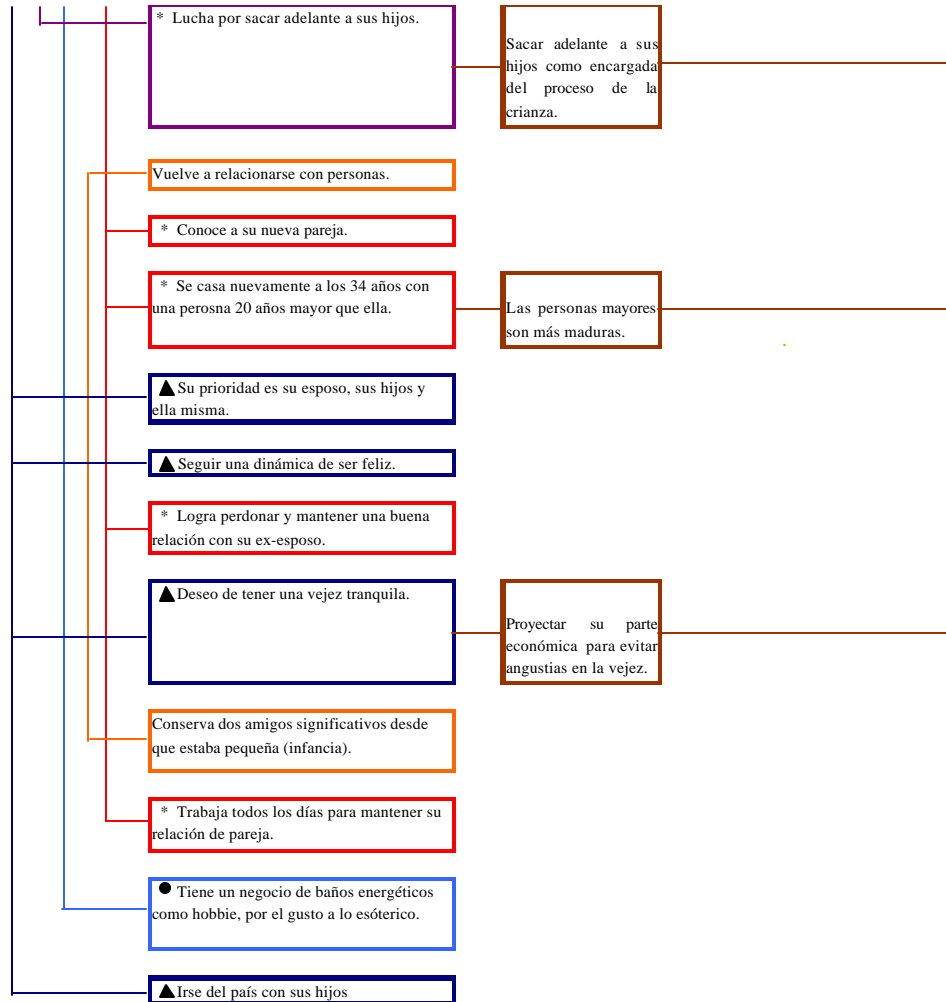 * Lucha por sacar adelante a sus hijos.
Sacar adelante a sus
hijos como encargada
del proceso de la
crianza.
Vuelve a relacionarse con personas.
* Conoce a su nueva pareja.
* Se casa nuevamente a los 34 años con
una perosna 20 años mayor que ella.
Las personas mayores
son más maduras.
▲Su prioridad es su esposo, sus hijos y
ella misma.
▲Seguir una dinámica de ser feliz.
* Logra perdonar y mantener una buena
relación con su ex-esposo.
▲Deseo de tener una vejez tranquila.
Proyectar su parte
económica para evitar
angustias en la vejez.
Conserva dos amigos significativos desde
que estaba pequeña (infancia).
* Trabaja todos los días para mantener su
relación de pareja.
● Tiene un negocio de baños energéticos
como hobbie, por el gusto a lo esóterico.
▲Irse del país con sus hijos